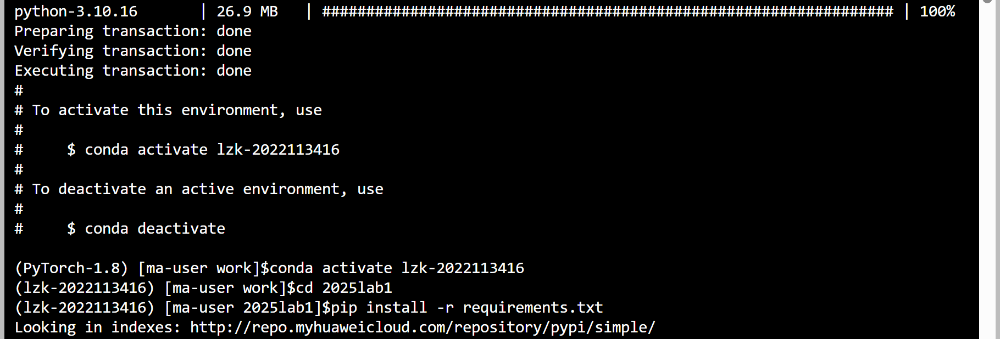 python-3.10.16       | 26.9 MB   | ################################################################# | 100%
Preparing transaction: done
Verifying transaction: done
Executing transaction: done
#
# To activate this environment, use
#
#     $ conda activate lzk-2022113416
#
# To deactivate an active environment, use
#
#     $ conda deactivate
(PyTorch-1.8) [ma-user work]$conda activate lzk-2022113416
(lzk-2022113416) [ma-user work]$cd 2025lab1
(lzk-2022113416) [ma-user 2025lab1]$pip install -r requirements.txt
Looking in indexes: http://repo.myhuaweicloud.com/repository/pypi/simple/